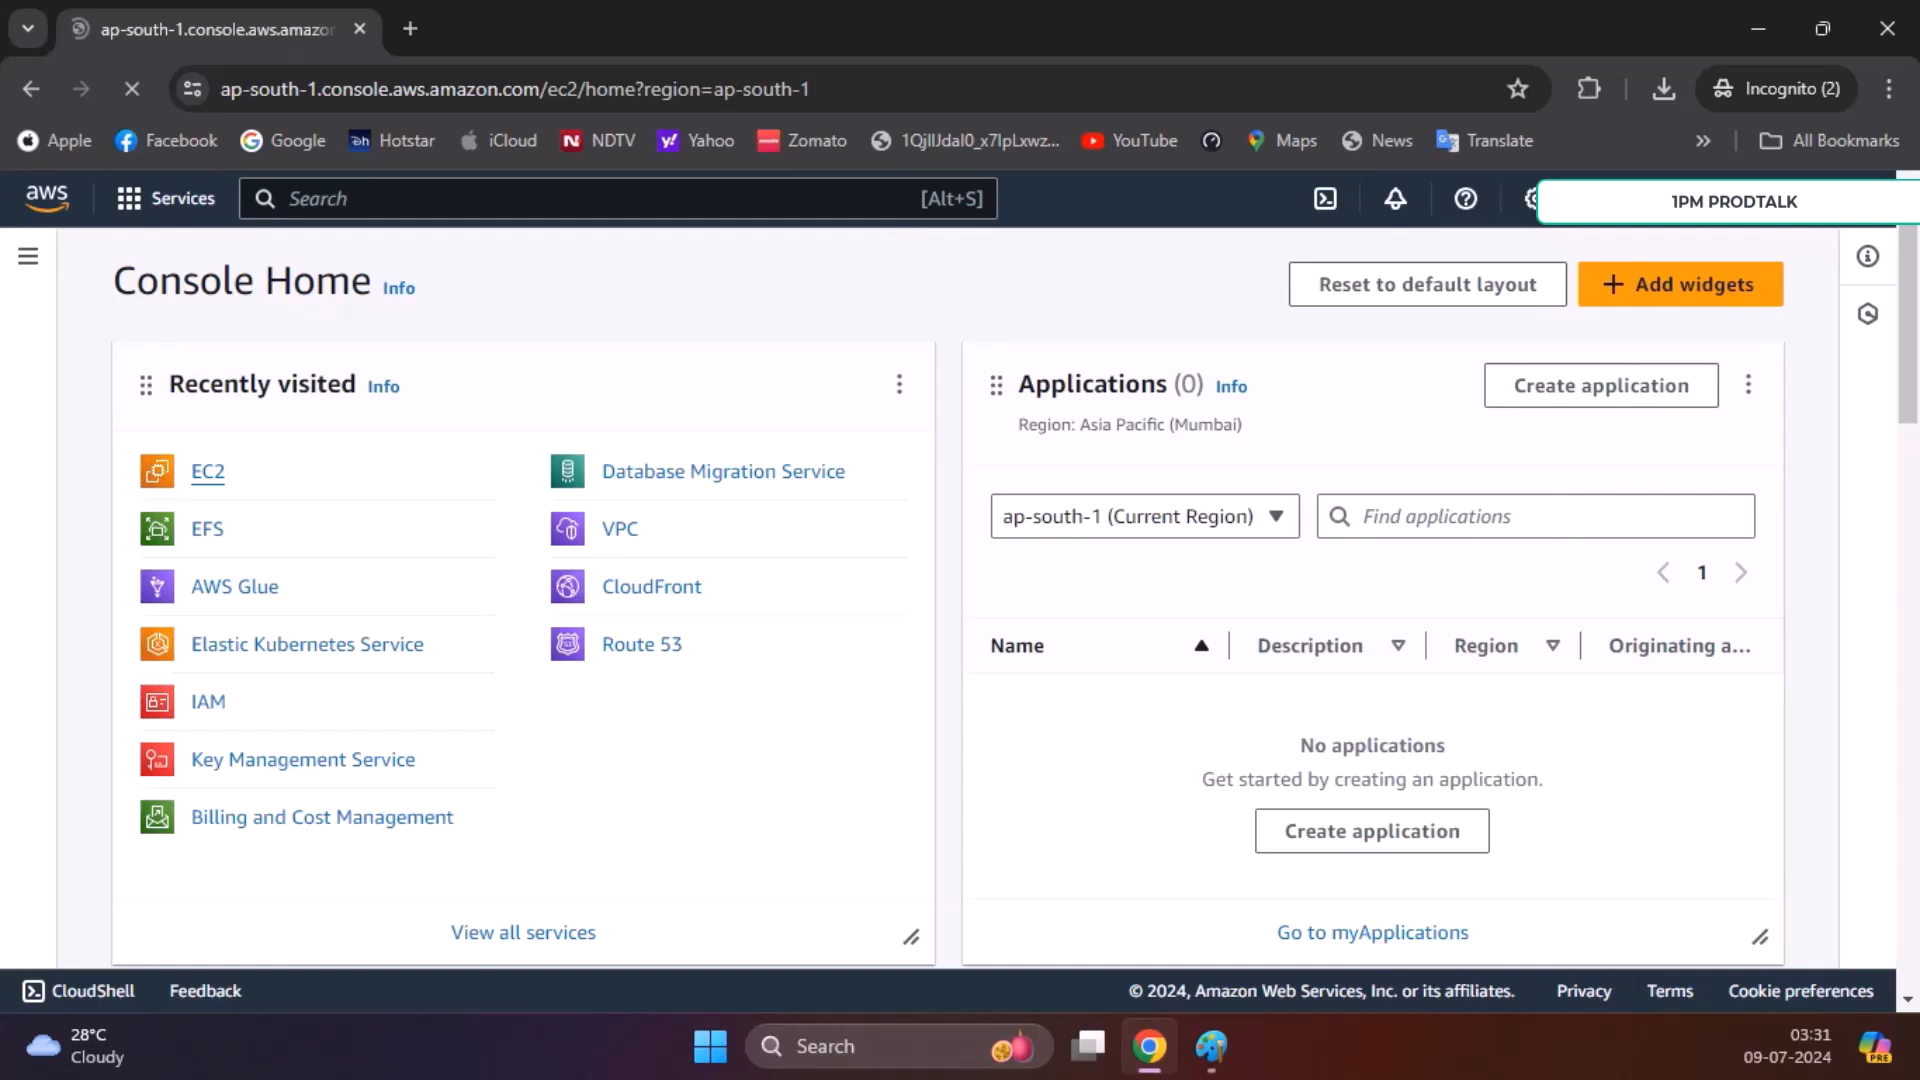 ap-south-1.console.aws.amazor
ap-south-1.console.aws.amazon.com/ec2/home?region=ap-south-1
Incognito (2)
Apple
Facebook
Google
Hotstar
iCloud
NDTV
Yahoo
Zomato
YouTube
Maps
News
Translate
All Bookmarks
aws
Services
Search
[Alt+S]
1PM PRODTALK
Console Home Info
Reset to default layout
Add widgets
Recently visited Info
EC2
EFS
AWS Glue
Elastic Kubernetes Service
IAM
Key Management Service
Billing and Cost Management
Database Migration Service
VPC
CloudFront
Route 53
View all services
Applications (0) Info
Create application
Region: Asia Pacific (Mumbai)
ap-south-1 (Current Region)
Find applications
1
Name
Description
Region
Originating a...
No applications
Get started by creating an application.
Create application
Go to myApplications
CloudShell
Feedback
© 2024, Amazon Web Services, Inc. or its affiliates.
Privacy
Terms
Cookie preferences
28°C
Cloudy
Search
03:31
09-07-2024
PRE